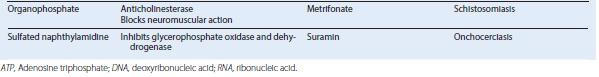 Organophosphate Anticholinesterase Metrifonate Schistosomiasis
Blocks neuromuscular action
Sulfated naphthylamidine Inhibits glycerophosphate oxidase and dehy- Suramin Onchocerciasis
drogenase
ATP, Adenosine triphosphate; DNA, deoxyribonucleic acid; RNA, ribonucleic acid.